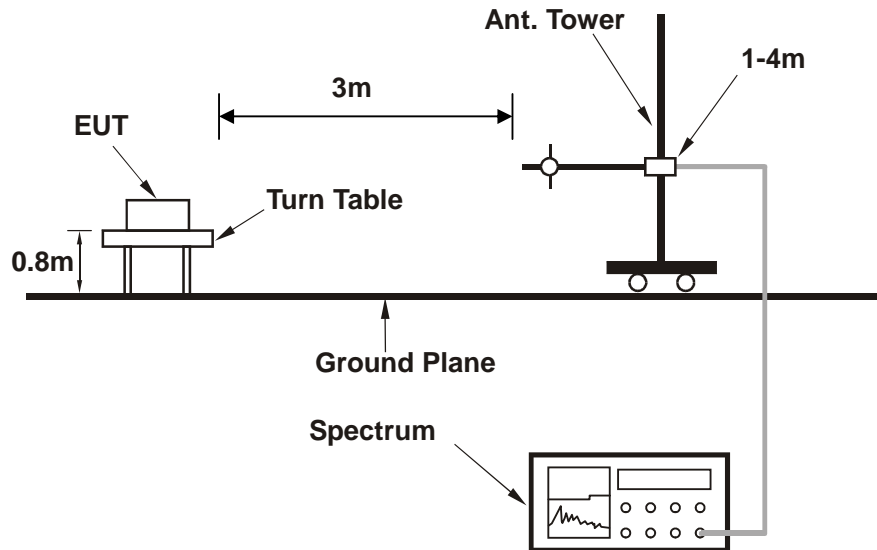 Ant. Tower
1-4m
3m
EUT
Turn Table
0.8m
Ground Plane
Spectrum